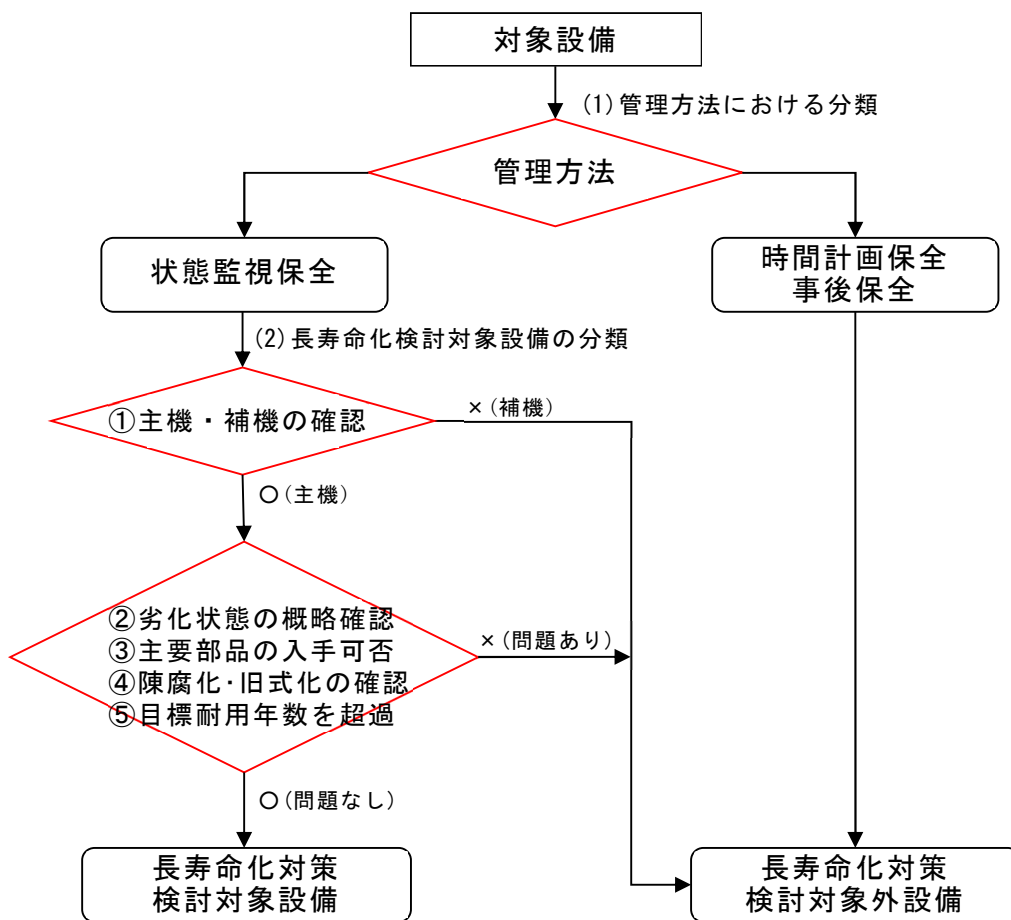 対象設備
(1)管理方法における分類
管理方法
状態監視保全
時間計画保全
事後保全
(2)長寿命化検討対象設備の分類
①主機・補機の確認
×(補機)
○(主機)
②劣化状態の概略確認
③主要部品の入手可否
④陳腐化･旧式化の確認
⑤目標耐用年数を超過
×(問題あり)
○(問題なし)
長寿命化対策
検討対象設備
長寿命化対策
検討対象外設備